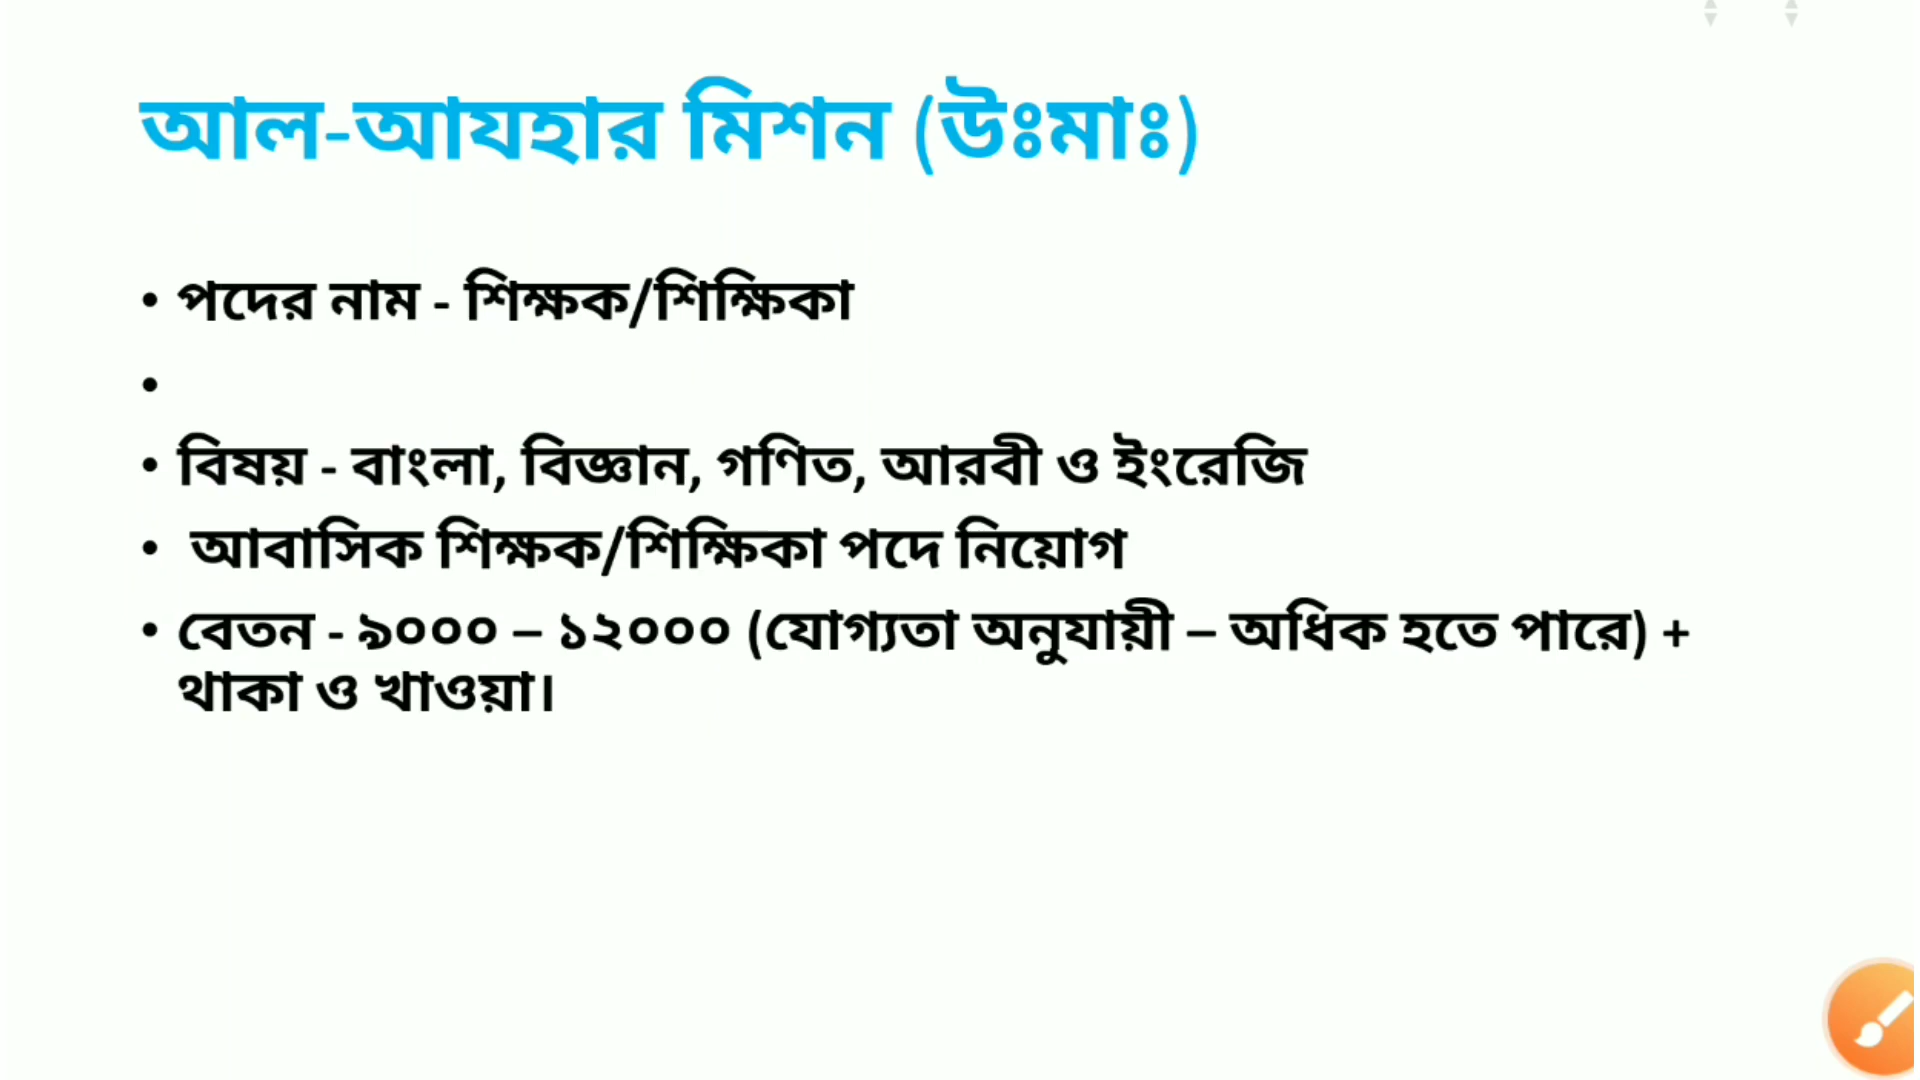 আল-আযহার মিশন (উঃমাঃ)
• পদের নাম - শিক্ষক/শিক্ষিকা
•
• বিষয় - বাংলা, বিজ্ঞান, গণিত, আরবী ও ইংরেজি
• আবাসিক শিক্ষক/শিক্ষিকা পদে নিয়োগ
• বেতন - ৯০০০ – ১২০০০ (যোগ্যতা অনুযায়ী – অধিক হতে পারে) +
থাকা ও খাওয়া।